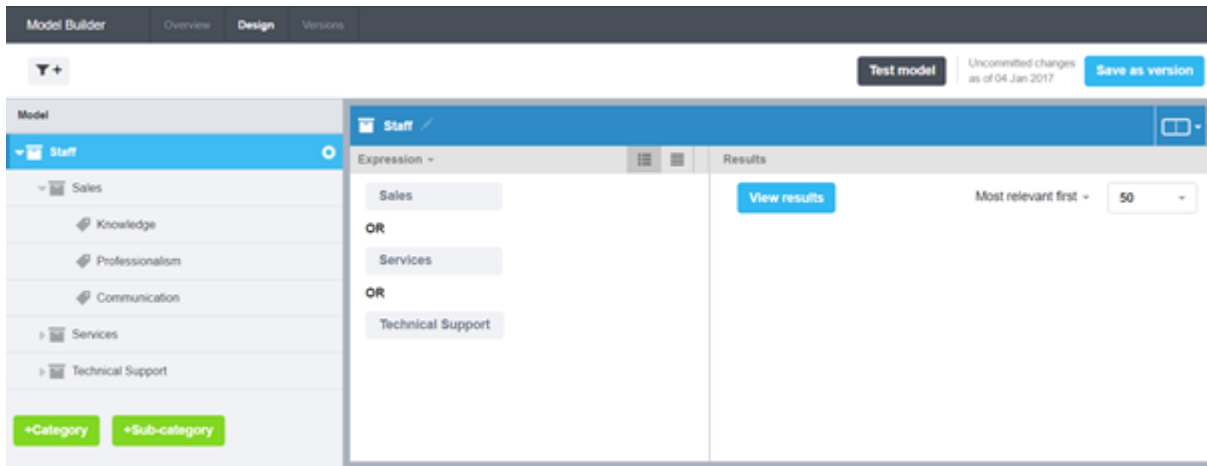 Model Builder Overview Design Versions
+ Test model Uncommitted changes
as of 04 Jan 2017 Save as version
Model
Staff
Sales
Knowledge
Professionalism
Communication
Services
Technical Support
+Category +Sub-category
Staff
Expression
Sales
OR
Services
OR
Technical Support
Results
View results Most relevant first 50